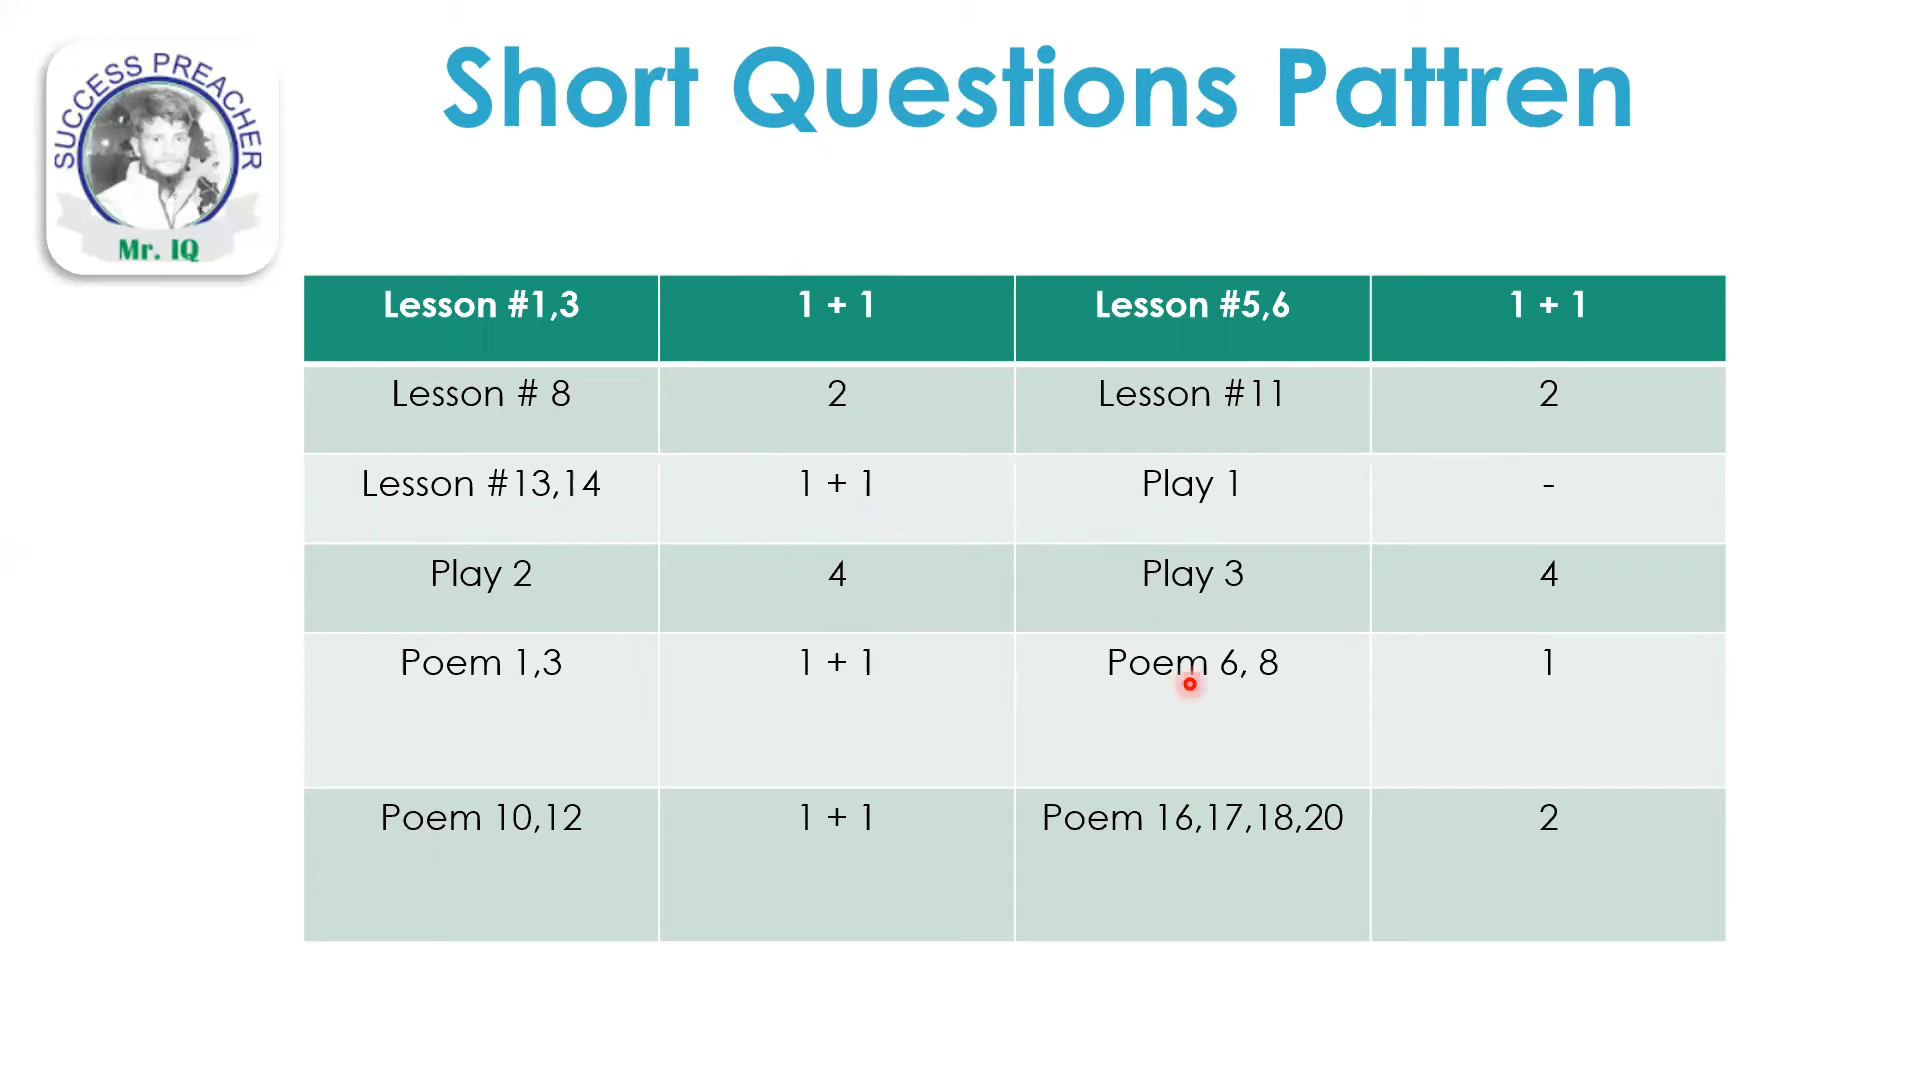 SUCCESS PREACHER
Mr. IQ
Short Questions Pattren
Lesson #1,3 1 + 1 Lesson #5,6 1 + 1
Lesson # 8 2 Lesson #11 2
Lesson #13,14 1 + 1 Play 1 -
Play 2 4 Play 3 4
Poem 1,3 1 + 1 Poem 6, 8 1
Poem 10,12 1 + 1 Poem 16,17,18,20 2